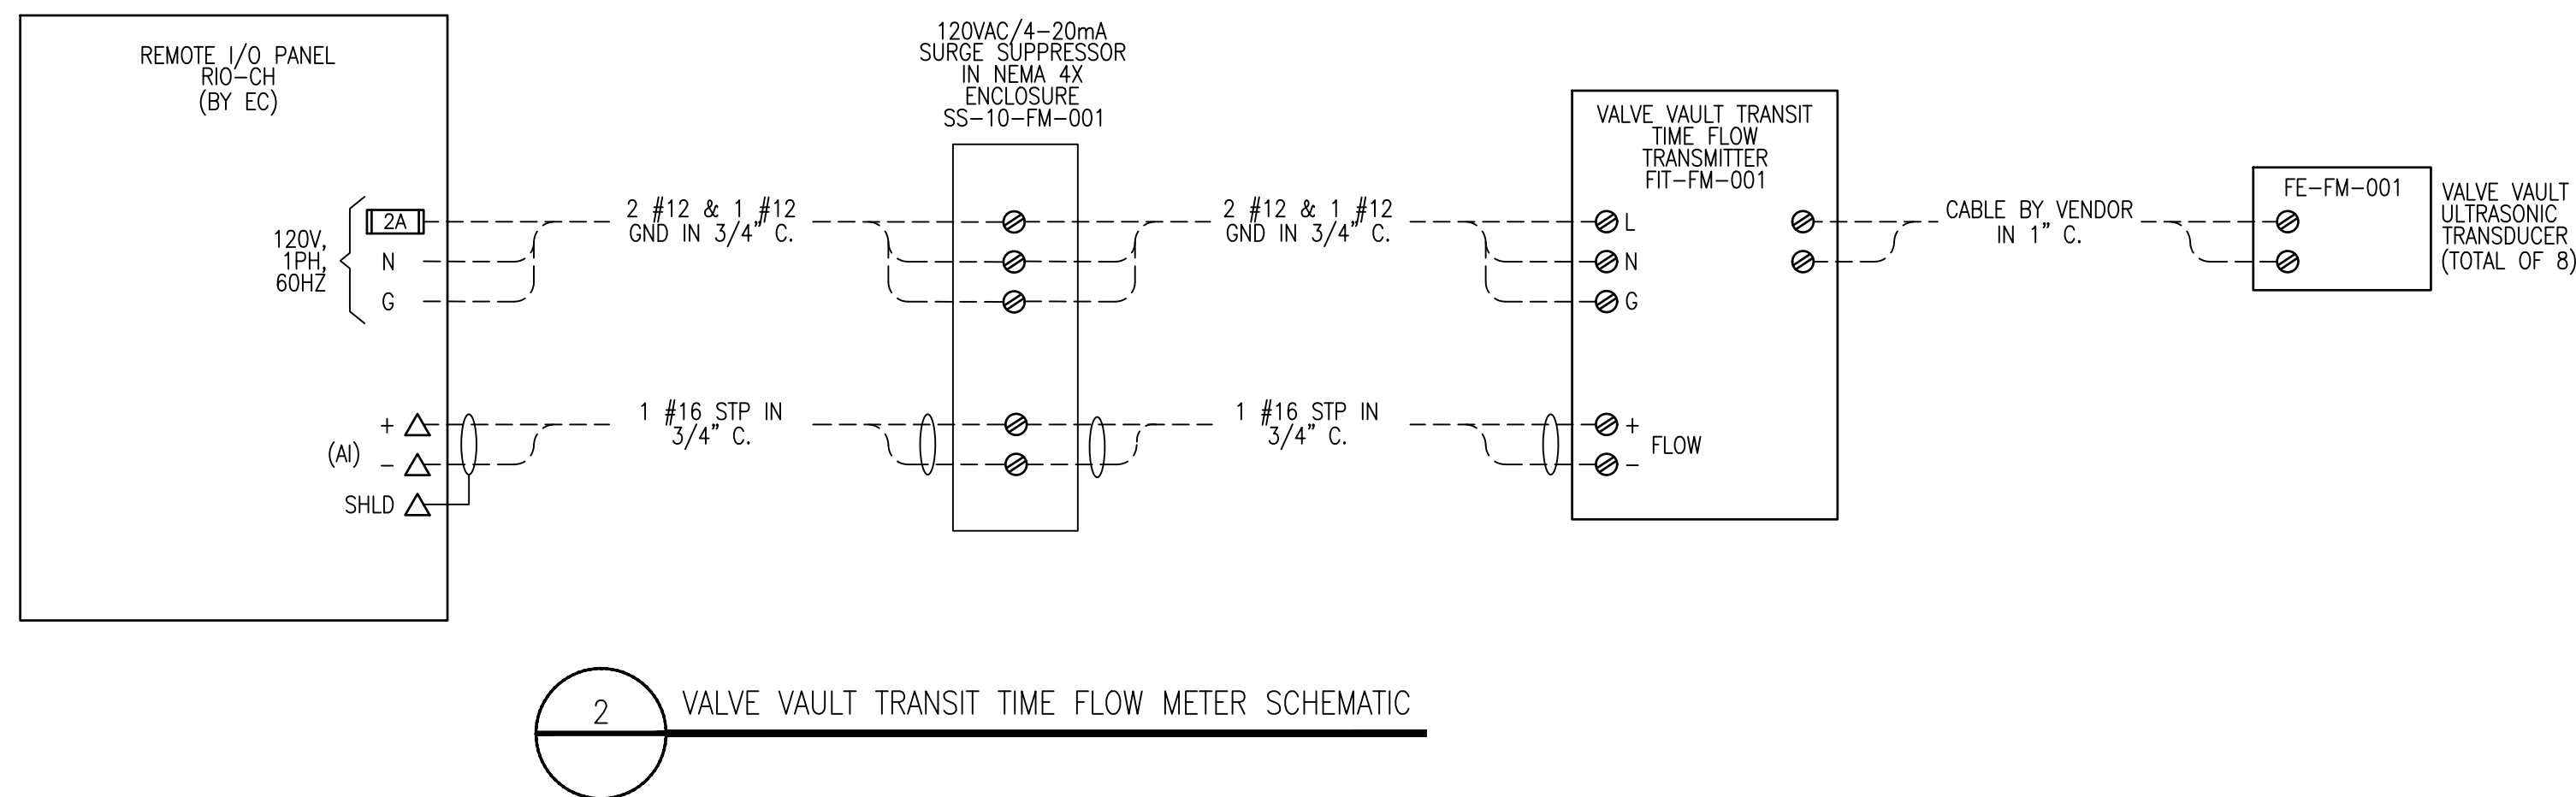 REMOTE I/O PANEL
RIO-CH
(BY EC)
120V,
1PH,
60HZ
2A
N
G
(AI)
+
-
SHLD
2 #12 & 1 #12
GND IN 3/4" C.
1 #16 STP IN
3/4" C.
120VAC/4-20mA
SURGE SUPPRESSOR
IN NEMA 4X
ENCLOSURE
SS-10-FM-001
2 #12 & 1 #12
GND IN 3/4" C.
1 #16 STP IN
3/4" C.
VALVE VAULT TRANSIT
TIME FLOW
TRANSMITTER
FIT-FM-001
L
N
G
+
-
FLOW
CABLE BY VENDOR
IN 1" C.
FE-FM-001
VALVE VAULT
ULTRASONIC
TRANSDUCER
(TOTAL OF 8)
2
VALVE VAULT TRANSIT TIME FLOW METER SCHEMATIC